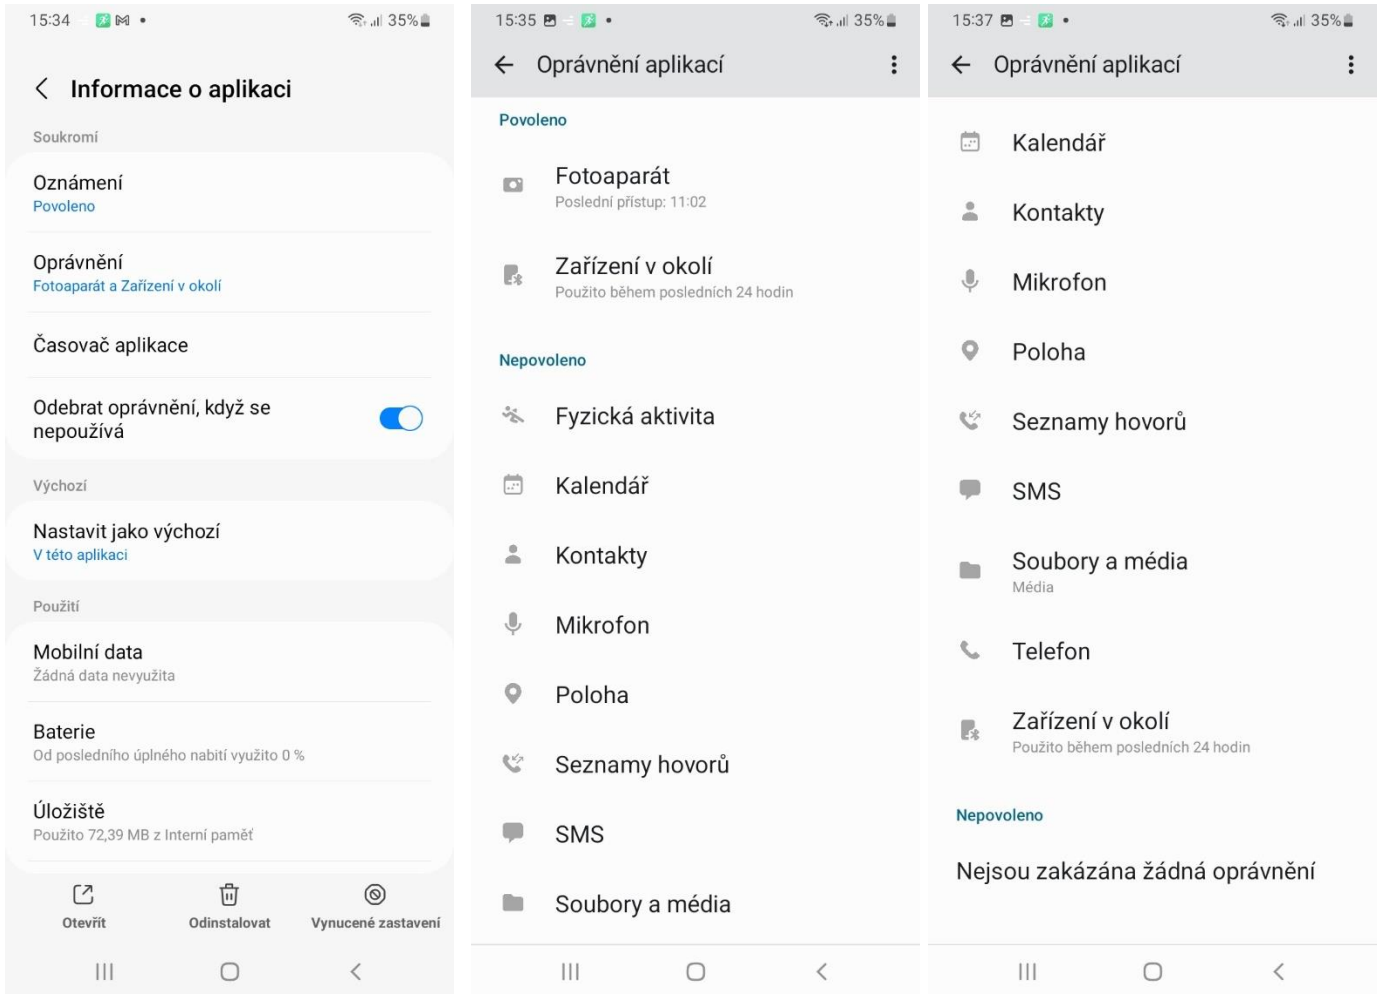 15:34
35%
Informace o aplikaci
Soukromí
Oznámení
Povoleno
Oprávnění
Fotoaparát a Zařízení v okolí
Časovač aplikace
Odebrat oprávnění, když se
nepoužívá
Výchozí
Nastavit jako výchozí
V této aplikaci
Použití
Mobilní data
Žádná data nevyužita
Baterie
Od posledního úplného nabití využito 0 %
Úložiště
Použito 72,39 MB z Interní paměť
Otevřít
Odinstalovat
Vynucené zastavení
15:35
35%
Oprávnění aplikací
Povoleno
Fotoaparát
Poslední přístup: 11:02
Zařízení v okolí
Použito během posledních 24 hodin
Nepovoleno
Fyzická aktivita
Kalendář
Kontakty
Mikrofon
Poloha
Seznamy hovorů
SMS
Soubory a média
15:37
35%
Oprávnění aplikací
Kalendář
Kontakty
Mikrofon
Poloha
Seznamy hovorů
SMS
Soubory a média
Média
Telefon
Zařízení v okolí
Použito během posledních 24 hodin
Nepovoleno
Nejsou zakázána žádná oprávnění